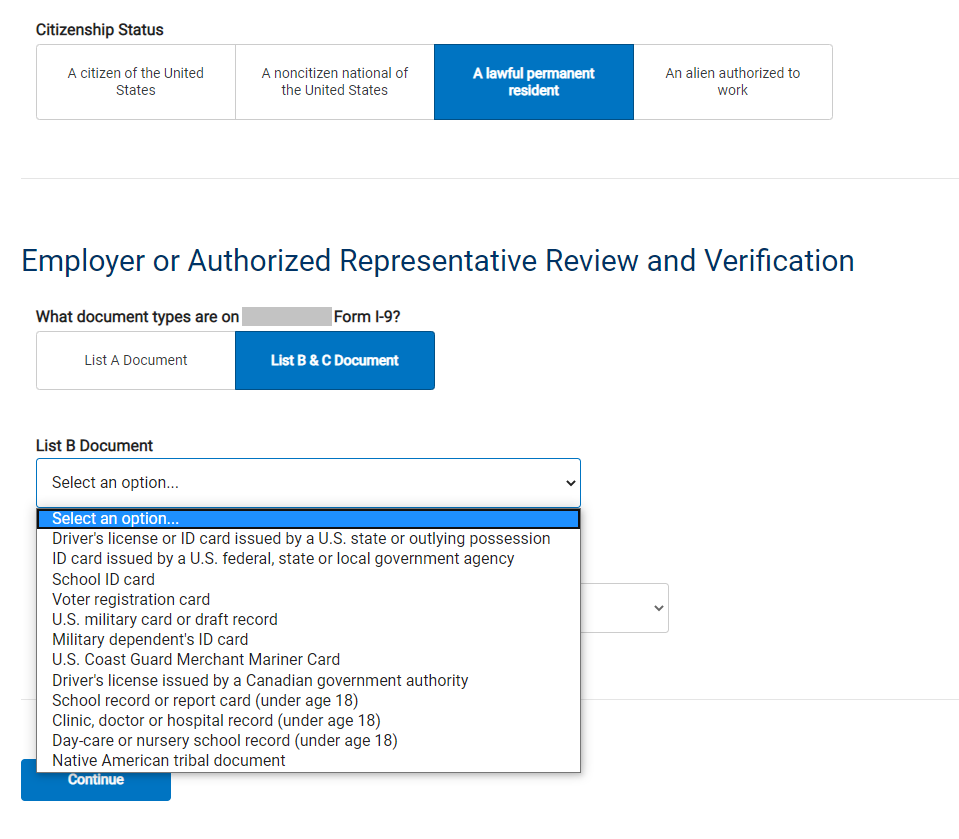 Citizenship Status
A citizen of the United States
A noncitizen national of the United States
A lawful permanent resident
An alien authorized to work
Employer or Authorized Representative Review and Verification
What document types are on Form I-9?
List A Document
List B & C Document
List B Document
Select an option...
Select an option...
Driver's license or ID card issued by a U.S. state or outlying possession
ID card issued by a U.S. federal, state or local government agency
School ID card
Voter registration card
U.S. military card or draft record
Military dependent's ID card
U.S. Coast Guard Merchant Mariner Card
Driver's license issued by a Canadian government authority
School record or report card (under age 18)
Clinic, doctor or hospital record (under age 18)
Day-care or nursery school record (under age 18)
Native American tribal document
Continue